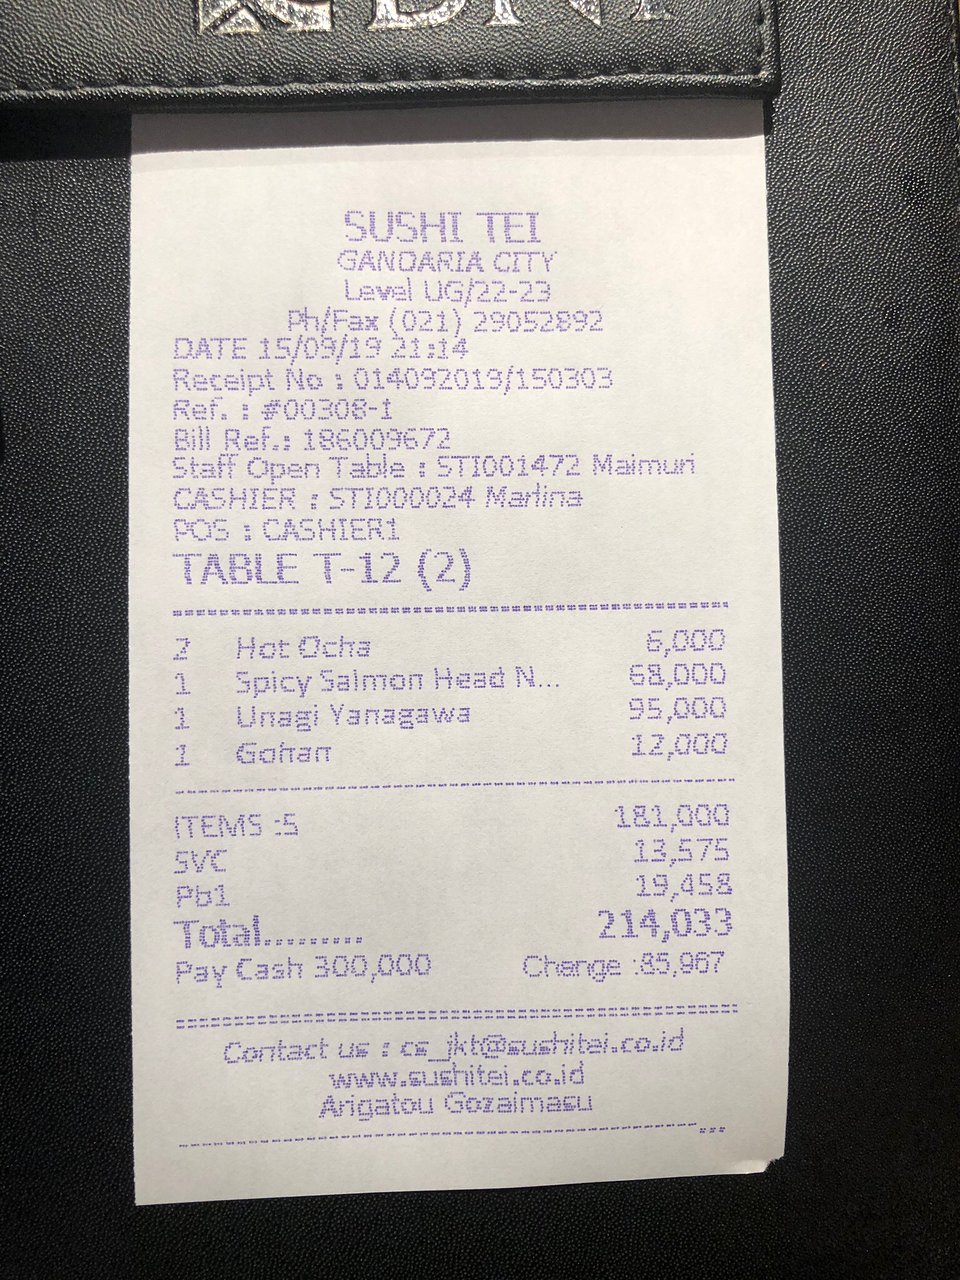 BNI
SUSHI TEI
GANDARIA CITY
Level UG/22-23
Ph/Fax (021) 29052892
DATE 15/09/19 21:14
Receipt No : 014092019/150303
Ref. : #00308-1
Bill Ref.: 186009672
Staff Open Table : STI001472 Maimun
CASHIER : STI000024 Marlina
POS : CASHIER1
TABLE T-12 (2)
2 Hot Ocha 6,000
1 Spicy Salmon Head N... 68,000
1 Unagi Yanagawa 95,000
1 Gohan 12,000
ITEMS :5 181,000
SVC 13,575
Pb1 19,458
Total......... 214,033
Pay Cash 300,000 Change :85,967
Contact us : cs_jkt@sushitei.co.id
www.sushitei.co.id
Arigatou Gozaimasu